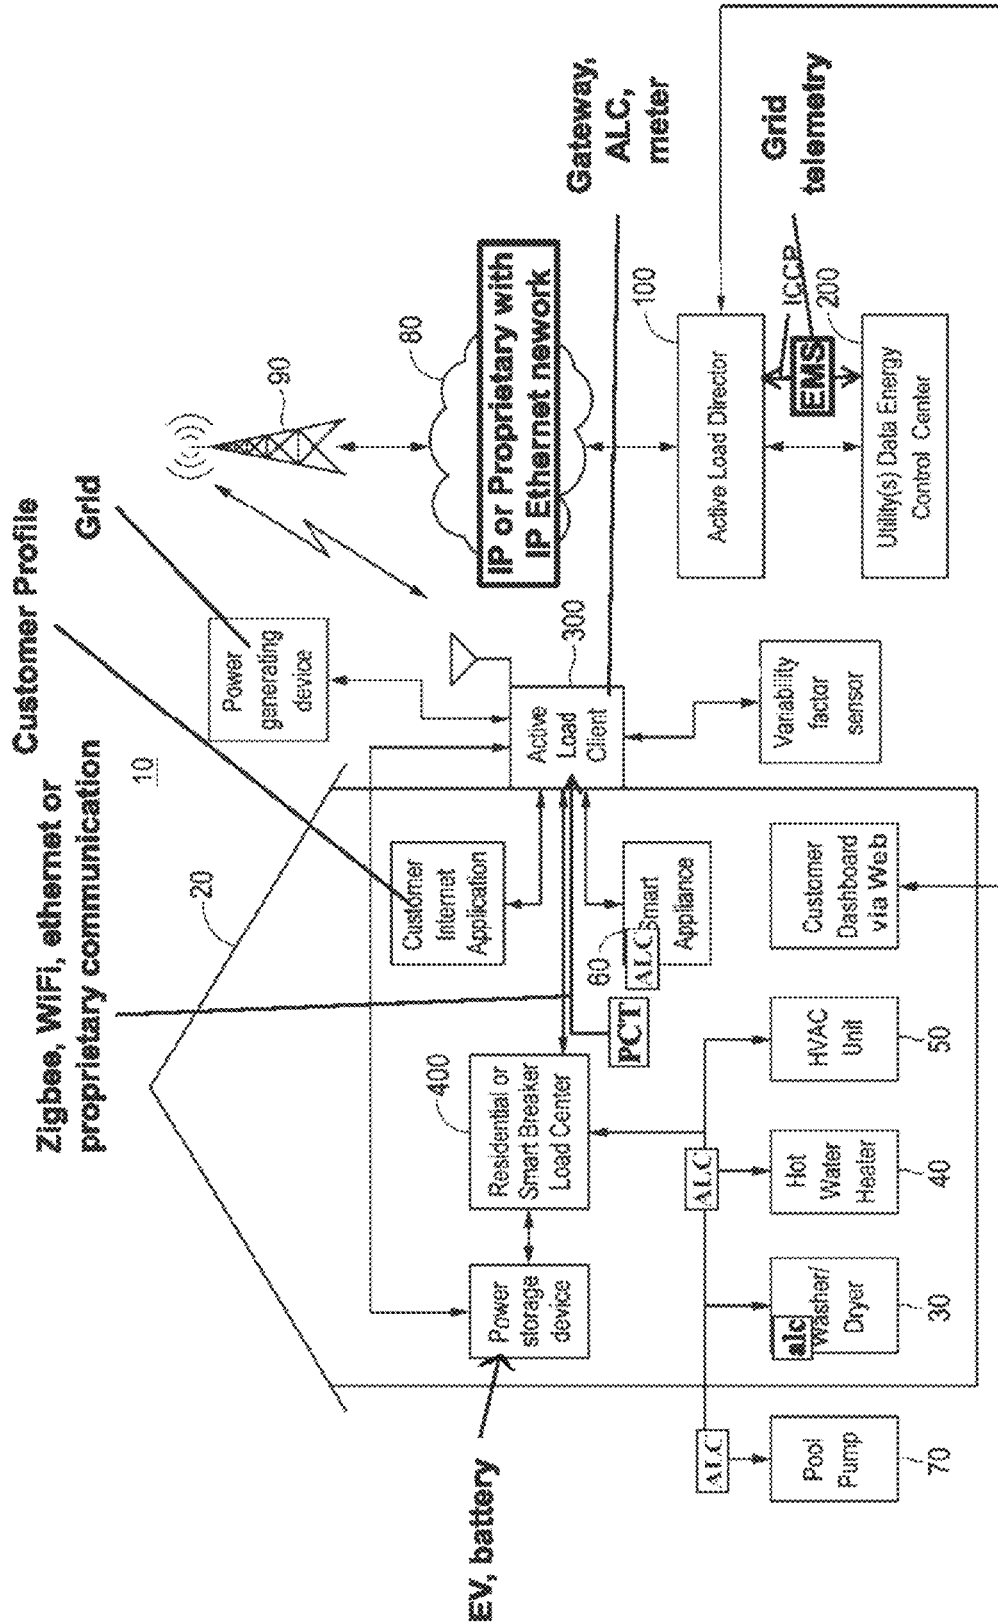 Zigbee, WiFi, ethernet or
proprietary communication
Customer Profile
Grid
10
20
90
80
Power
generating
device
IP or Proprietary with
IP Ethernet nework
Gateway,
ALC,
meter
EV, battery
Power
storage
device
400
Residential or
Smart Breaker
Load Center
Customer
Internet
Application
Active
Load
Client
300
100
Active Load Director
Grid
telemetry
ICCP
EMS
200
Utility(s) Data Energy
Control Center
PCT
60
ALC
Smart
Appliance
Variability
factor
sensor
ALC
ALC
Pool
Pump
70
alc
Washer/
Dryer
30
Hot
Water
Heater
40
HVAC
Unit
50
Customer
Dashboard
via Web